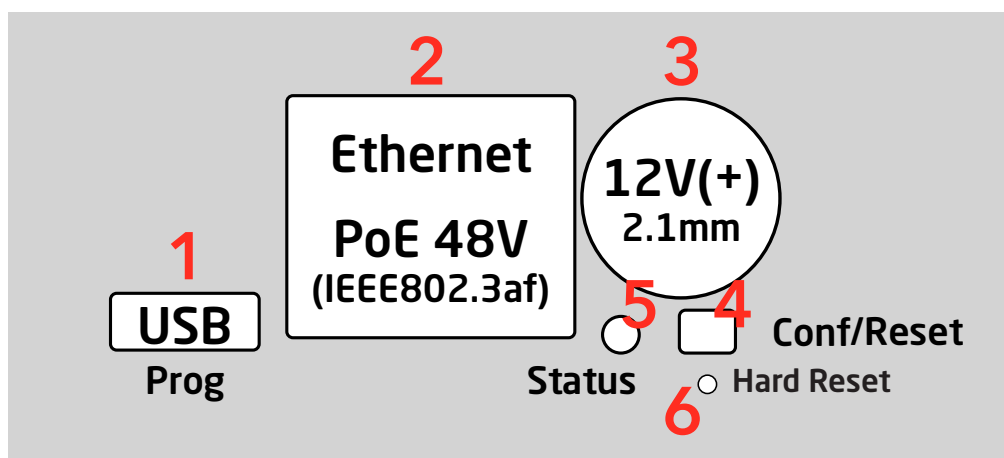 2
3
Ethernet
12V(+)
2.1mm
PoE 48V
(IEEE802.3af)
1
USB
Prog
5
4
Conf/Reset
Status
Hard Reset
6